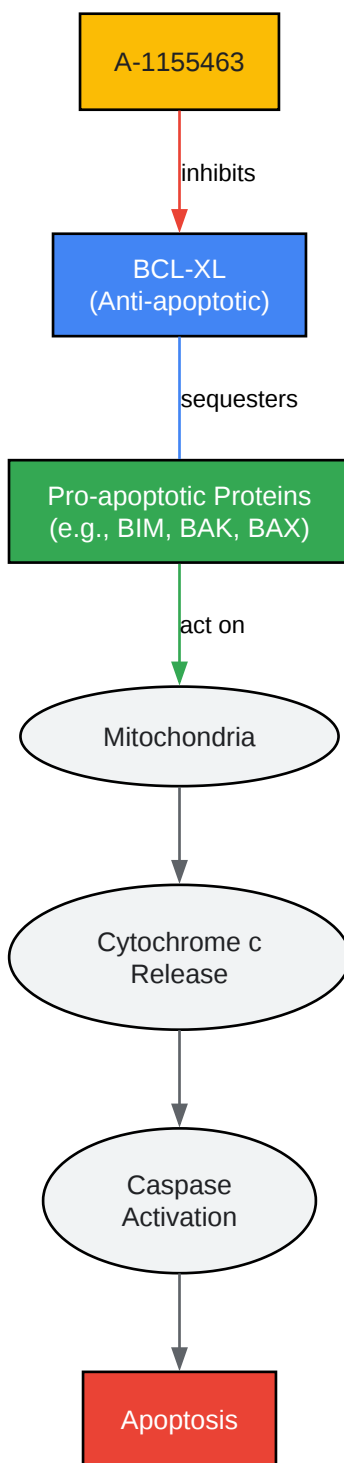 A-1155463
inhibits
BCL-XL
(Anti-apoptotic)
sequesters
Pro-apoptotic Proteins
(e.g., BIM, BAK, BAX)
act on
Mitochondria
Cytochrome c
Release
Caspase
Activation
Apoptosis